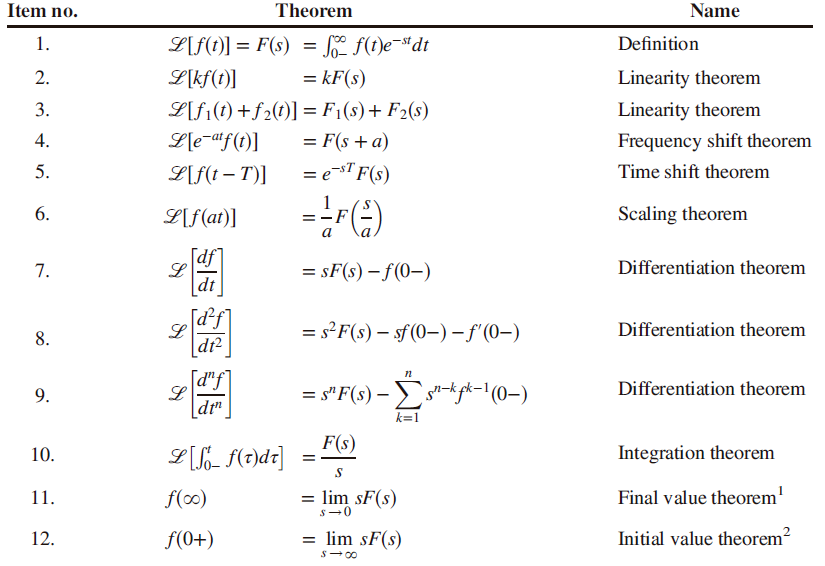 Item no. Theorem Name
1. ℒ[f(t)] = F(s) = ∫₀₋^∞ f(t)e^−st dt Definition
2. ℒ[kf(t)] = kF(s) Linearity theorem
3. ℒ[f₁(t) + f₂(t)] = F₁(s) + F₂(s) Linearity theorem
4. ℒ[e^−at f(t)] = F(s + a) Frequency shift theorem
5. ℒ[f(t − T)] = e^−sT F(s) Time shift theorem
6. ℒ[f(at)] = 1/a F(s/a) Scaling theorem
7. ℒ[df/dt] = sF(s) − f(0−) Differentiation theorem
8. ℒ[d²f/dt²] = s²F(s) − sf(0−) − f′(0−) Differentiation theorem
9. ℒ[dⁿf/dtⁿ] = sⁿF(s) − ∑_{k=1}^{n} s^{n−k} f^{k−1}(0−) Differentiation theorem
10. ℒ[∫₀₋^t f(τ)dτ] = F(s)/s Integration theorem
11. f(∞) = lim_{s→0} sF(s) Final value theorem¹
12. f(0+) = lim_{s→∞} sF(s) Initial value theorem²